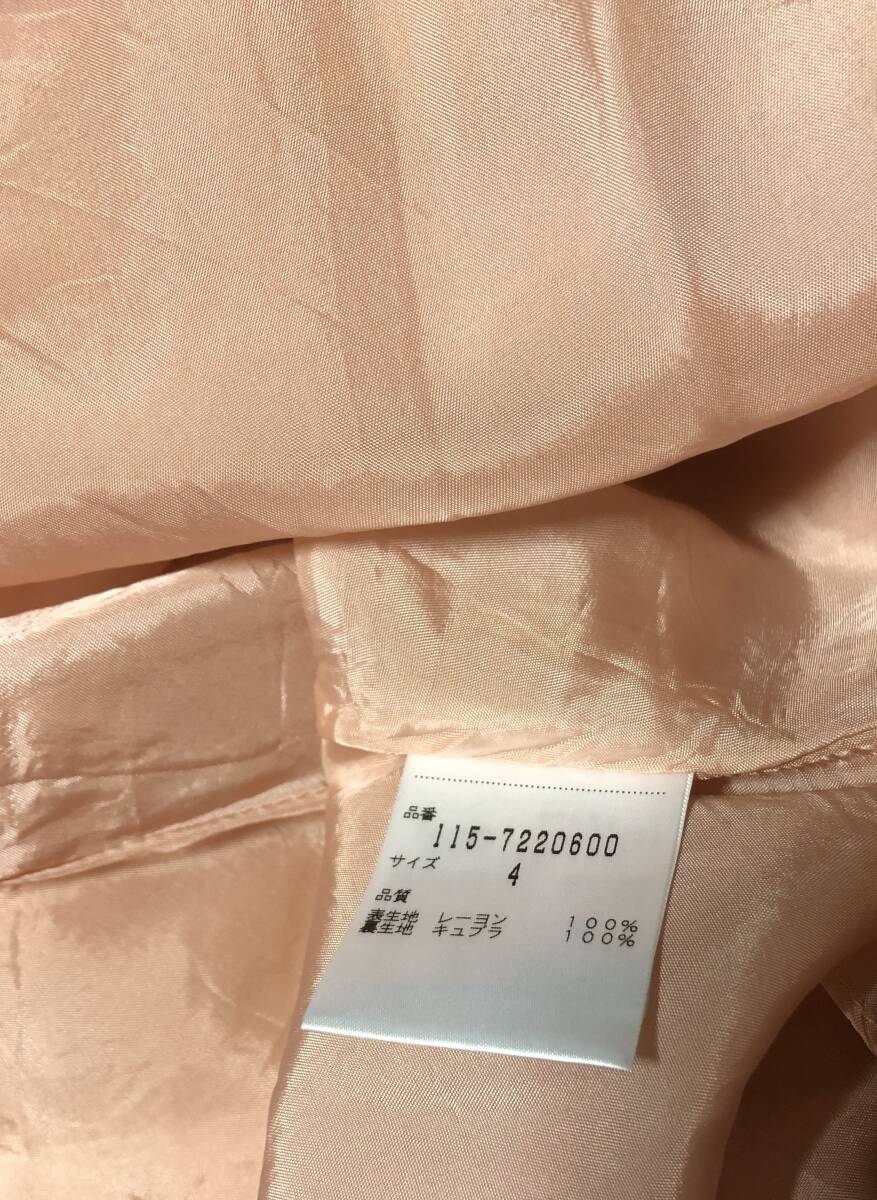 品番
115-7220600
サイズ
4
品質
表生地 レーヨン 100%
裏生地 キュプラ 100%